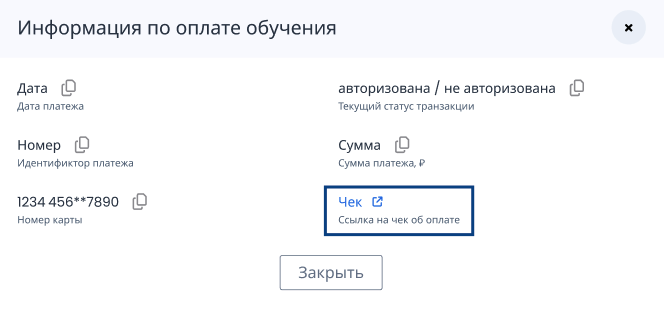 Информация по оплате обучения
Дата
Дата платежа
авторизована / не авторизована
Текущий статус транзакции
Номер
Идентификтор платежа
Сумма
Сумма платежа, ₽
1234 456**7890
Номер карты
Чек
Ссылка на чек об оплате
Закрыть